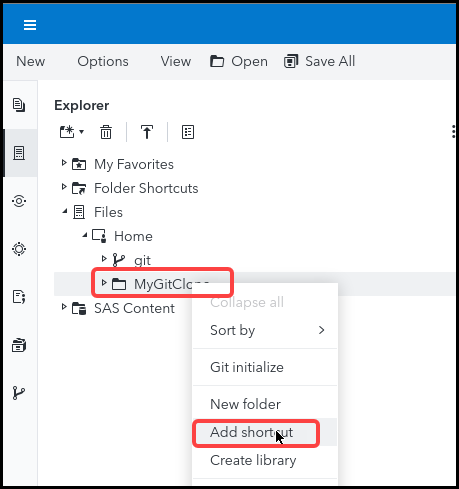 New Options View Open Save All
Explorer
My Favorites
Folder Shortcuts
Files
Home
git
MyGitClone
SAS Content
Collapse all
Sort by
Git initialize
New folder
Add shortcut
Create library